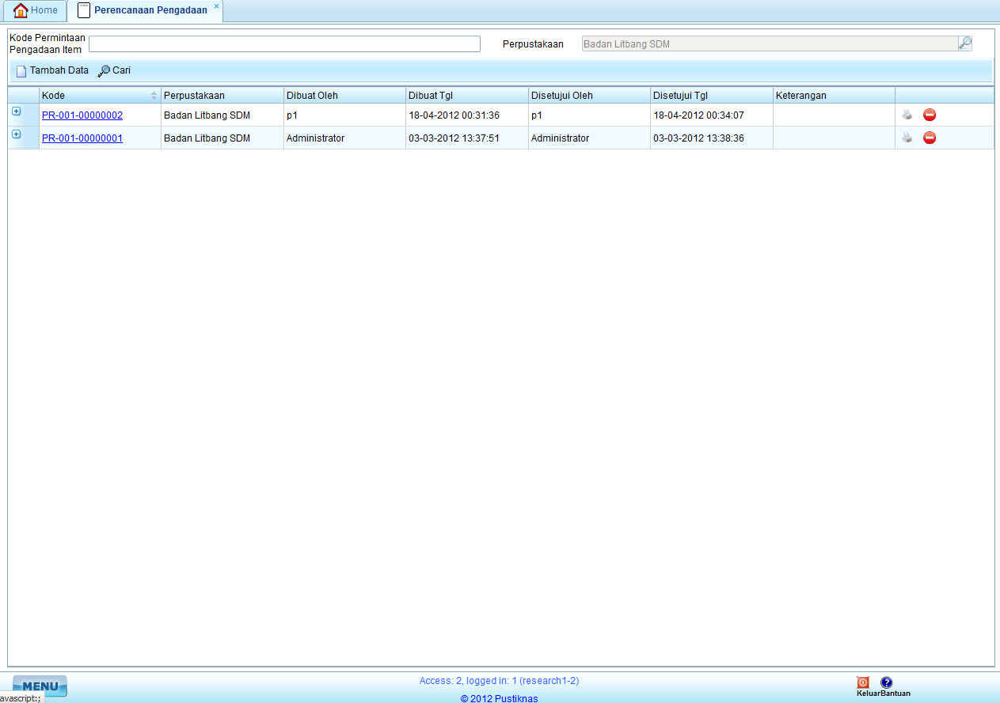 Home Perencanaan Pengadaan
Kode Permintaan
Pengadaan Item Perpustakaan Badan Litbang SDM
Tambah Data Cari
Kode Perpustakaan Dibuat Oleh Dibuat Tgl Disetujui Oleh Disetujui Tgl Keterangan
PR-001-00000002 Badan Litbang SDM p1 18-04-2012 00:31:36 p1 18-04-2012 00:34:07
PR-001-00000001 Badan Litbang SDM Administrator 03-03-2012 13:37:51 Administrator 03-03-2012 13:38:36
Access: 2, logged in: 1 (research1-2)
MENU
KeluarBantuan
avascript:;
© 2012 Pustiknas